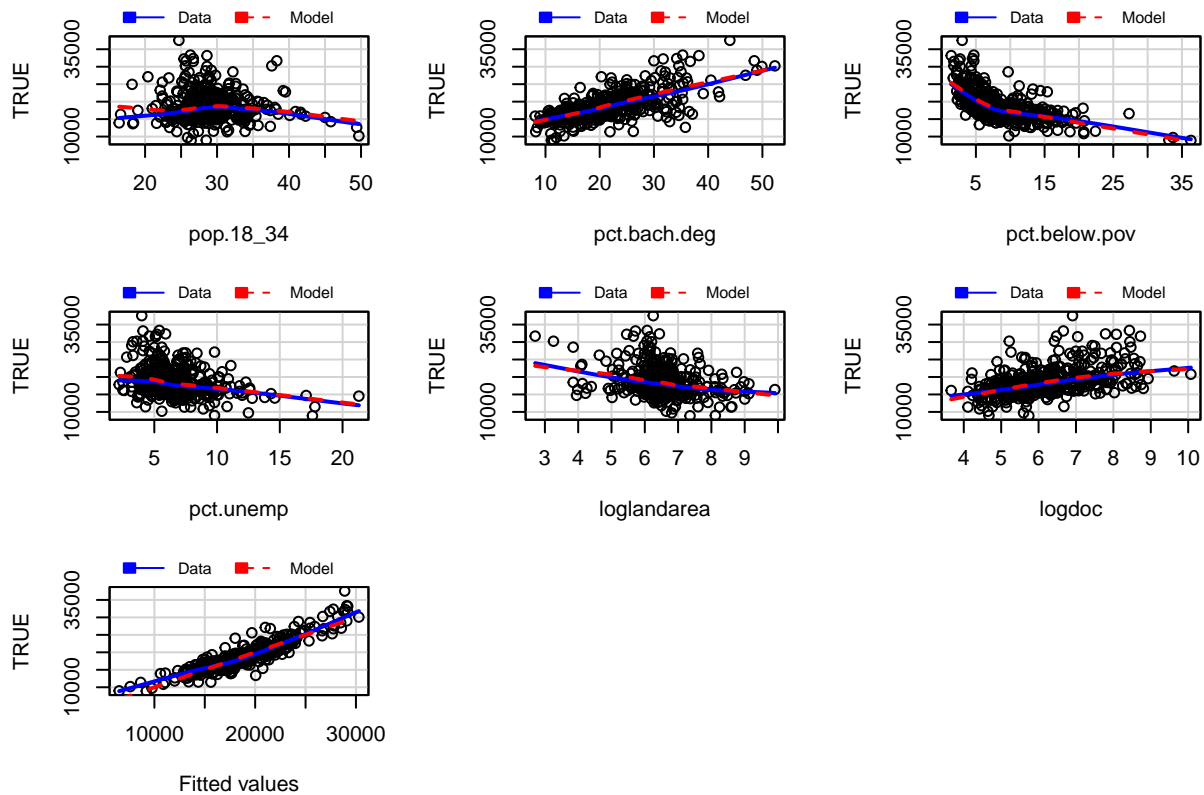 Data Model
TRUE
10000 35000
20 30 40 50
pop.18_34
Data Model
TRUE
10000 35000
10 20 30 40 50
pct.bach.deg
Data Model
TRUE
10000 35000
5 15 25 35
pct.below.pov
Data Model
TRUE
10000 35000
5 10 15 20
pct.unemp
Data Model
TRUE
10000 35000
3 4 5 6 7 8 9
loglandarea
Data Model
TRUE
10000 35000
4 5 6 7 8 9 10
logdoc
Data Model
TRUE
10000 35000
10000 20000 30000
Fitted values